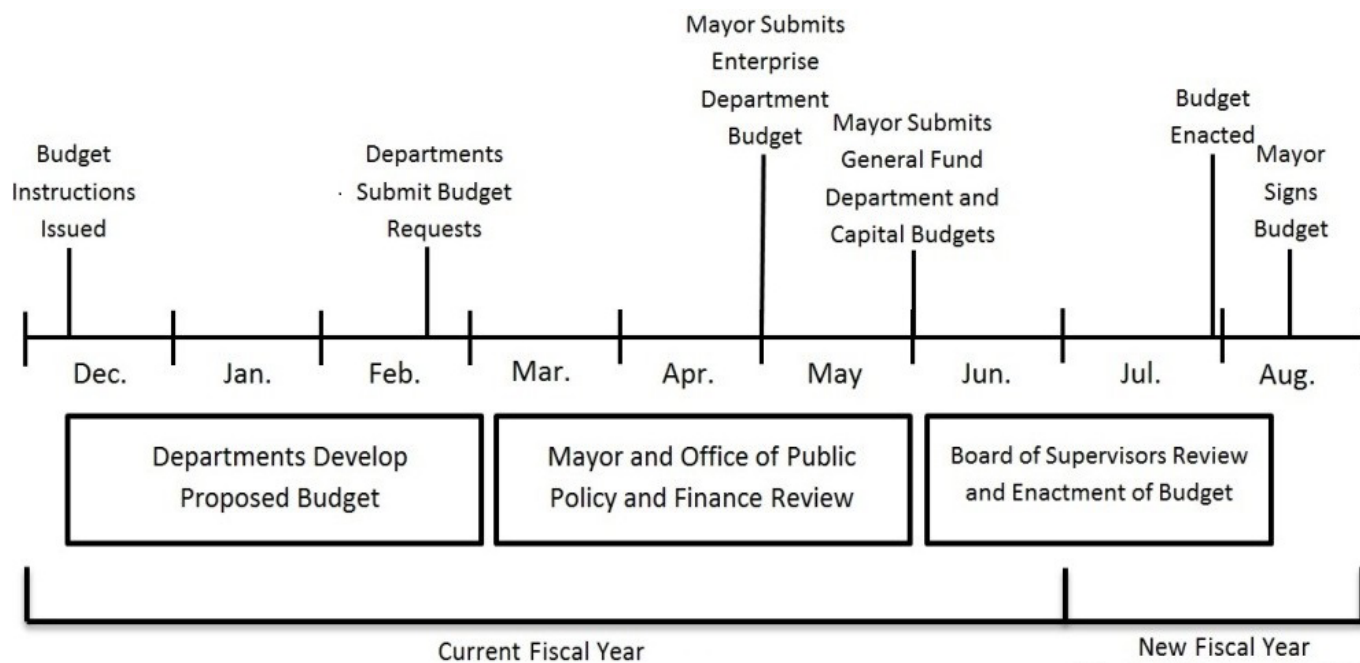 Budget
Instructions
Issued
Departments
Submit Budget
Requests
Mayor Submits
Enterprise
Department
Budget
Mayor Submits
General Fund
Department and
Capital Budgets
Budget
Enacted
Mayor
Signs
Budget
Dec.
Jan.
Feb.
Mar.
Apr.
May
Jun.
Jul.
Aug.
Departments Develop
Proposed Budget
Mayor and Office of Public
Policy and Finance Review
Board of Supervisors Review
and Enactment of Budget
Current Fiscal Year
New Fiscal Year